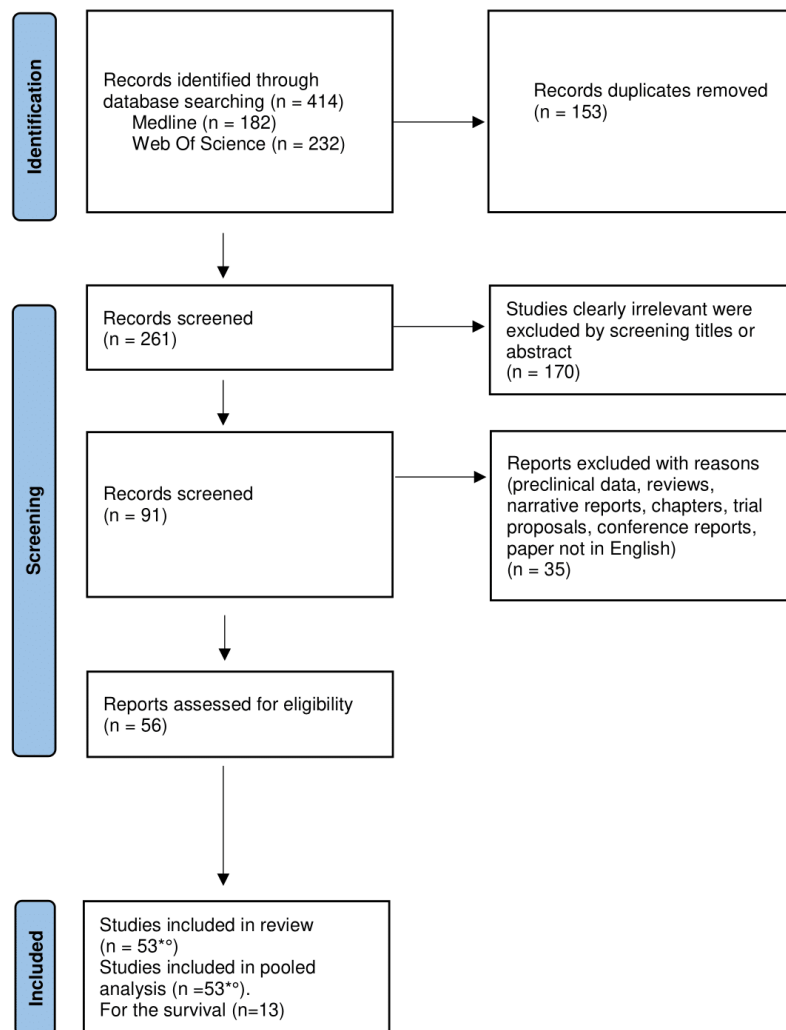 Identification
Records identified through
database searching (n = 414)
Medline (n = 182)
Web Of Science (n = 232)
Records duplicates removed
(n = 153)
Screening
Records screened
(n = 261)
Studies clearly irrelevant were
excluded by screening titles or
abstract
(n = 170)
Records screened
(n = 91)
Reports excluded with reasons
(preclinical data, reviews,
narrative reports, chapters, trial
proposals, conference reports,
paper not in English)
(n = 35)
Reports assessed for eligibility
(n = 56)
Included
Studies included in review
(n = 53*°)
Studies included in pooled
analysis (n =53*°).
For the survival (n=13)